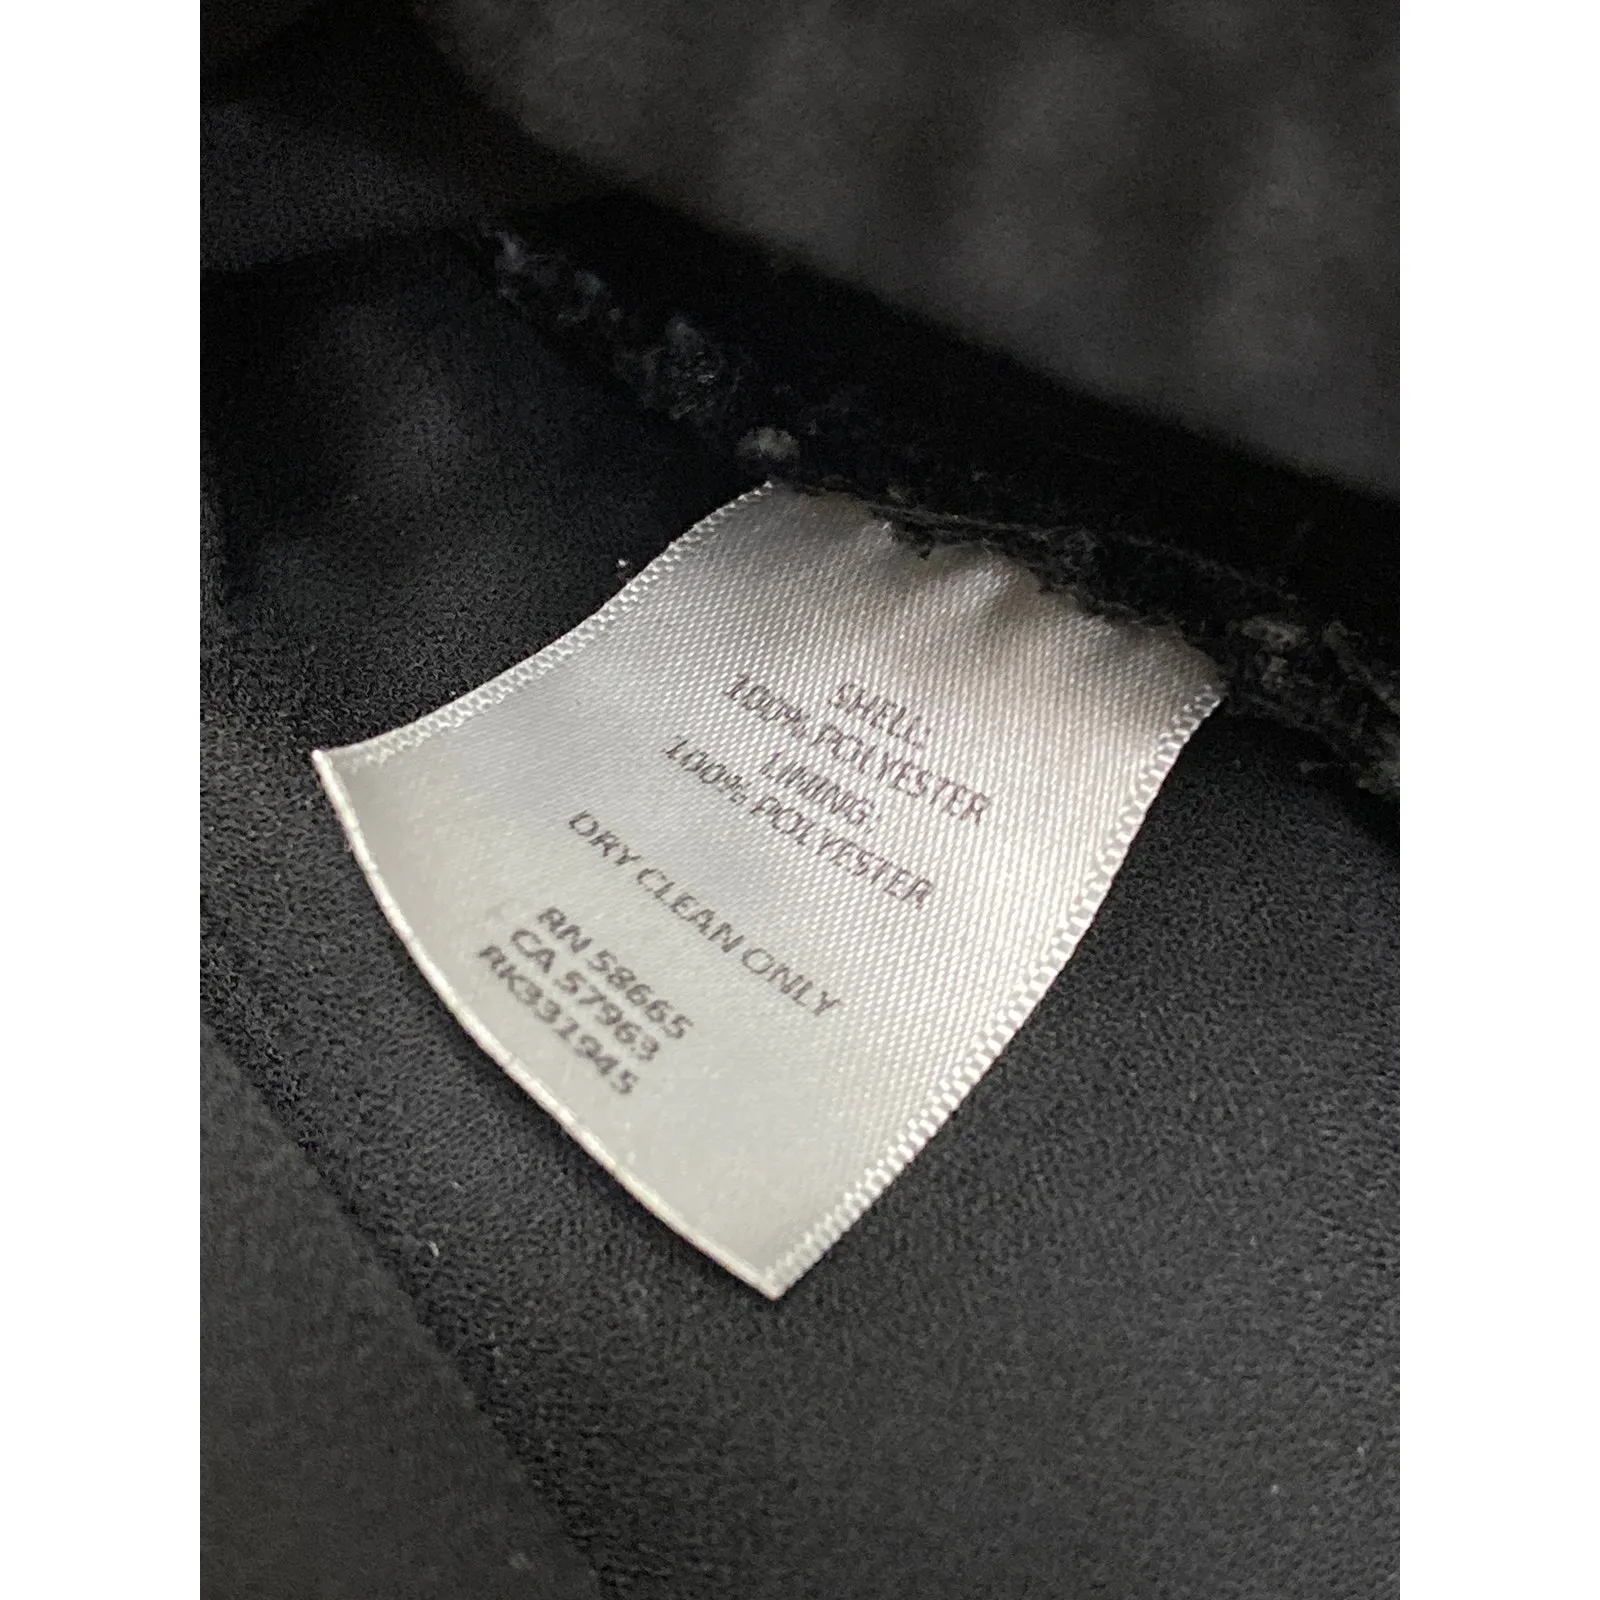 SHELL:
100% POLYESTER
LINING:
100% POLYESTER
DRY CLEAN ONLY
RN 58665
CA 57963
RK331945